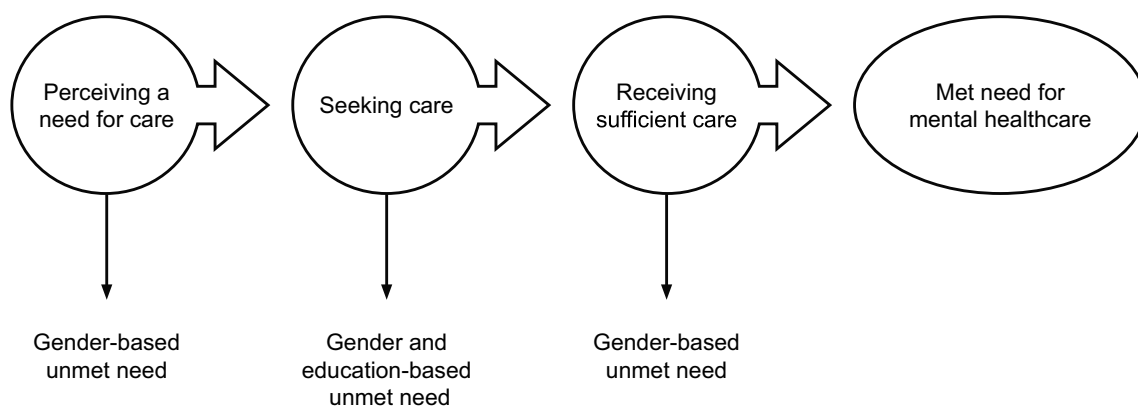 Perceiving a
need for care
Seeking care
Receiving
sufficient care
Met need for
mental healthcare
Gender-based
unmet need
Gender and
education-based
unmet need
Gender-based
unmet need